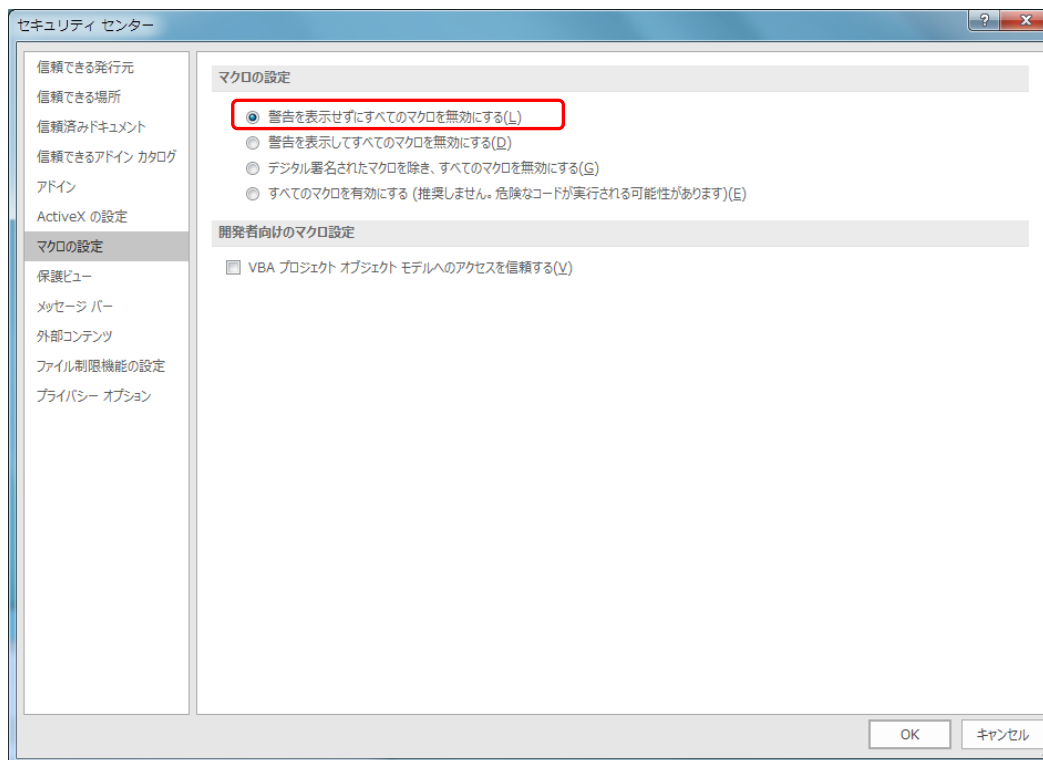 セキュリティ センター
?
信頼できる発行元
信頼できる場所
信頼済みドキュメント
信頼できるアドイン カタログ
アドイン
ActiveX の設定
マクロの設定
保護ビュー
メッセージ バー
外部コンテンツ
ファイル制限機能の設定
プライバシー オプション
マクロの設定
警告を表示せずにすべてのマクロを無効にする(L)
警告を表示してすべてのマクロを無効にする(D)
デジタル署名されたマクロを除き、すべてのマクロを無効にする(G)
すべてのマクロを有効にする (推奨しません。危険なコードが実行される可能性があります)(E)
開発者向けのマクロ設定
VBA プロジェクト オブジェクト モデルへのアクセスを信頼する(V)
OK
キャンセル